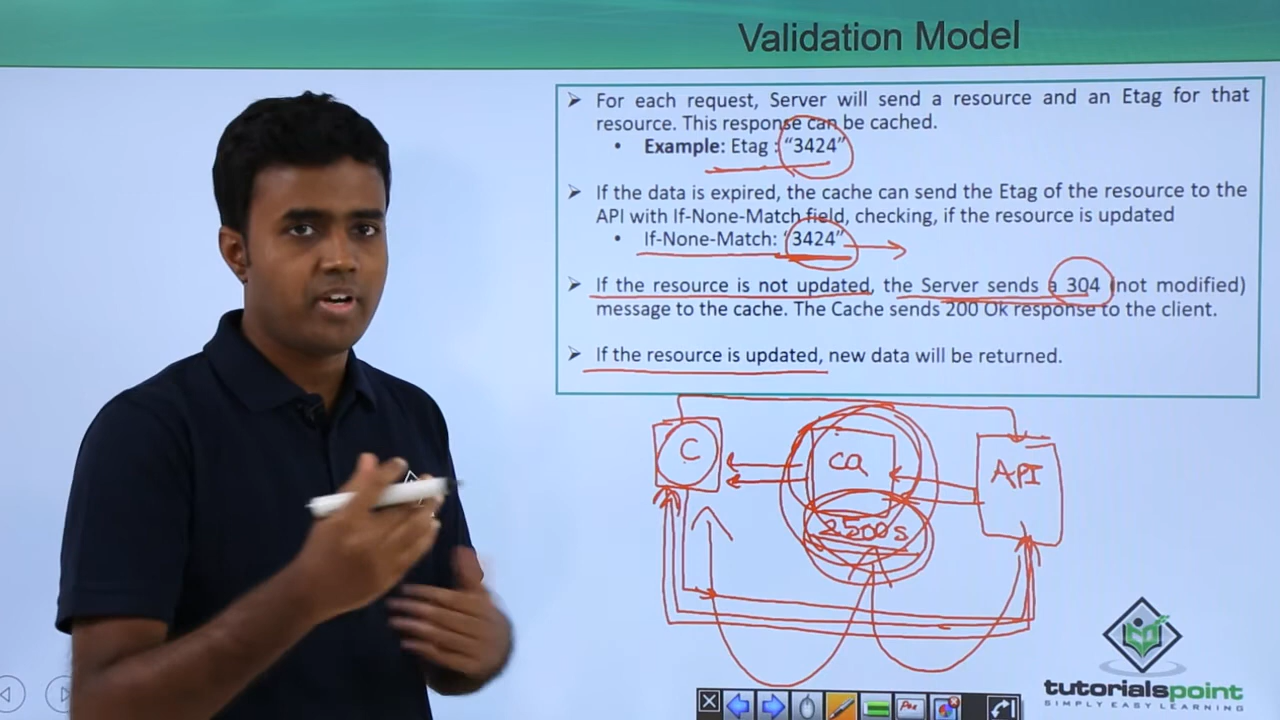 Validation Model
➢ For each request, Server will send a resource and an Etag for that
resource. This response can be cached.
• Example: Etag : “3424”
➢ If the data is expired, the cache can send the Etag of the resource to the
API with If-None-Match field, checking, if the resource is updated
• If-None-Match: “3424”
➢ If the resource is not updated, the Server sends a 304 (not modified)
message to the cache. The Cache sends 200 Ok response to the client.
➢ If the resource is updated, new data will be returned.
C
ca
API
2500s
tutorialspoint
SIMPLY EASY LEARNING
Pen